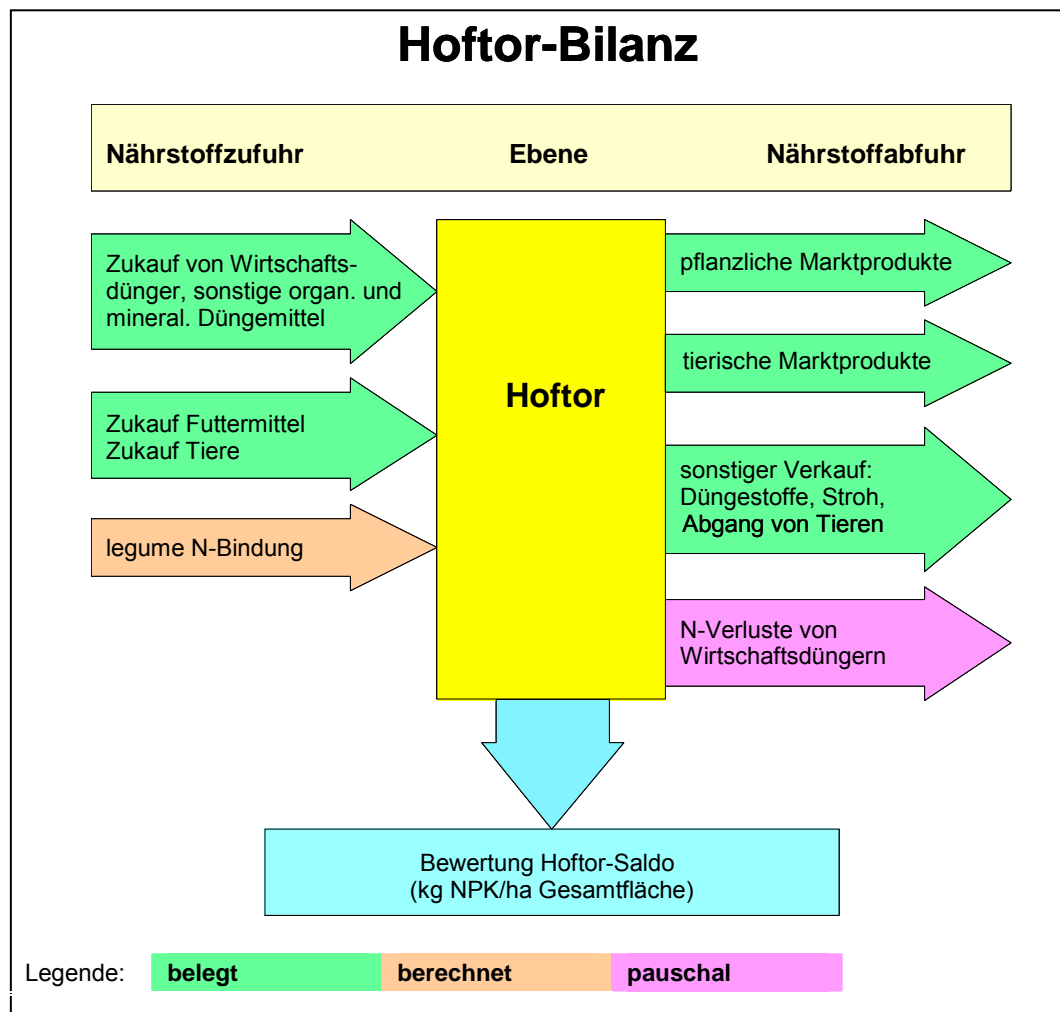 Hoftor-Bilanz
Nährstoffzufuhr Ebene Nährstoffabfuhr
Zukauf von Wirtschafts-
dünger, sonstige organ. und
mineral. Düngemittel
Zukauf Futtermittel
Zukauf Tiere
legume N-Bindung
Hoftor
pflanzliche Marktprodukte
tierische Marktprodukte
sonstiger Verkauf:
Düngestoffe, Stroh,
Abgang von Tieren
N-Verluste von
Wirtschaftsdüngern
Bewertung Hoftor-Saldo
(kg NPK/ha Gesamtfläche)
Legende: belegt berechnet pauschal